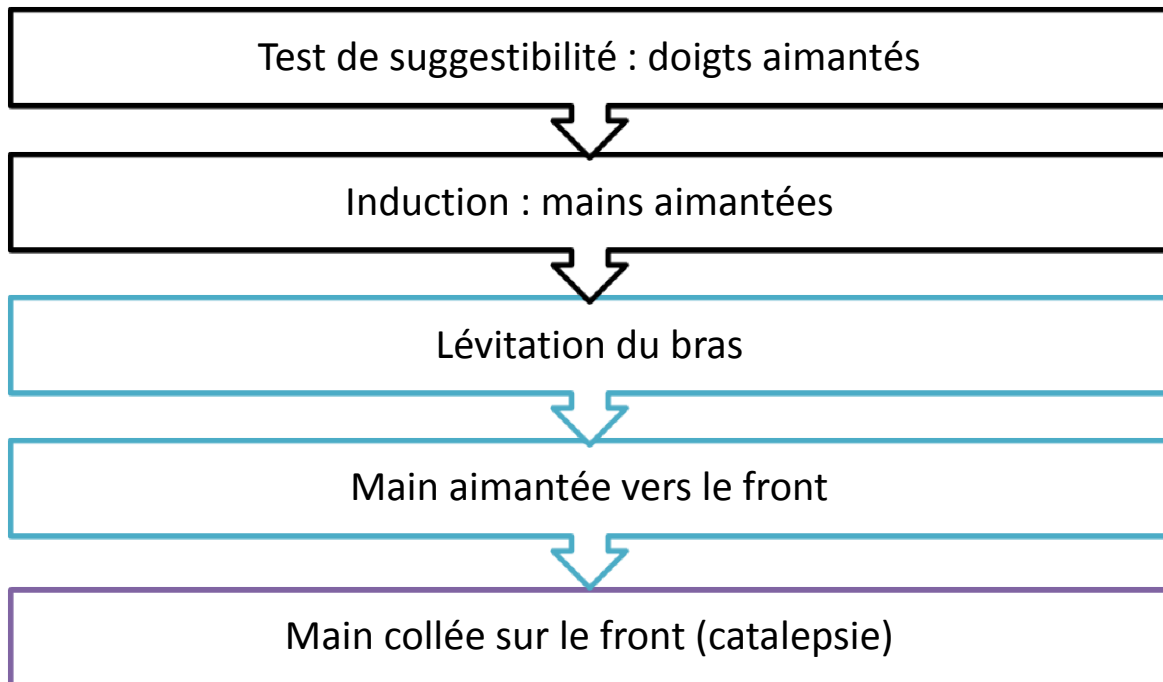 Test de suggestibilité : doigts aimantés
Induction : mains aimantées
Lévitation du bras
Main aimantée vers le front
Main collée sur le front (catalepsie)